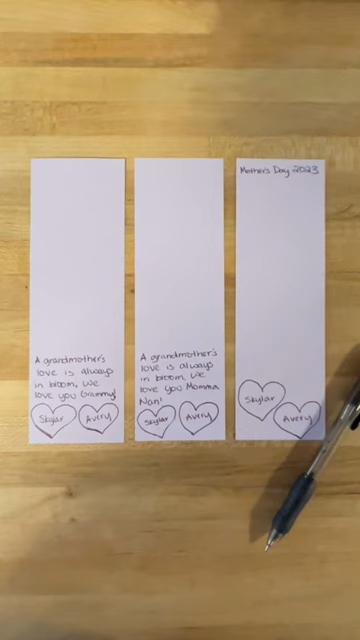 A grandmother's
love is always
in bloom. We
love you Grammy!
Skylar Avery
A grandmother's
love is always
in bloom. We
love you Momma
Nan!
Skylar Avery
Mother's Day 2023
Skylar
Avery